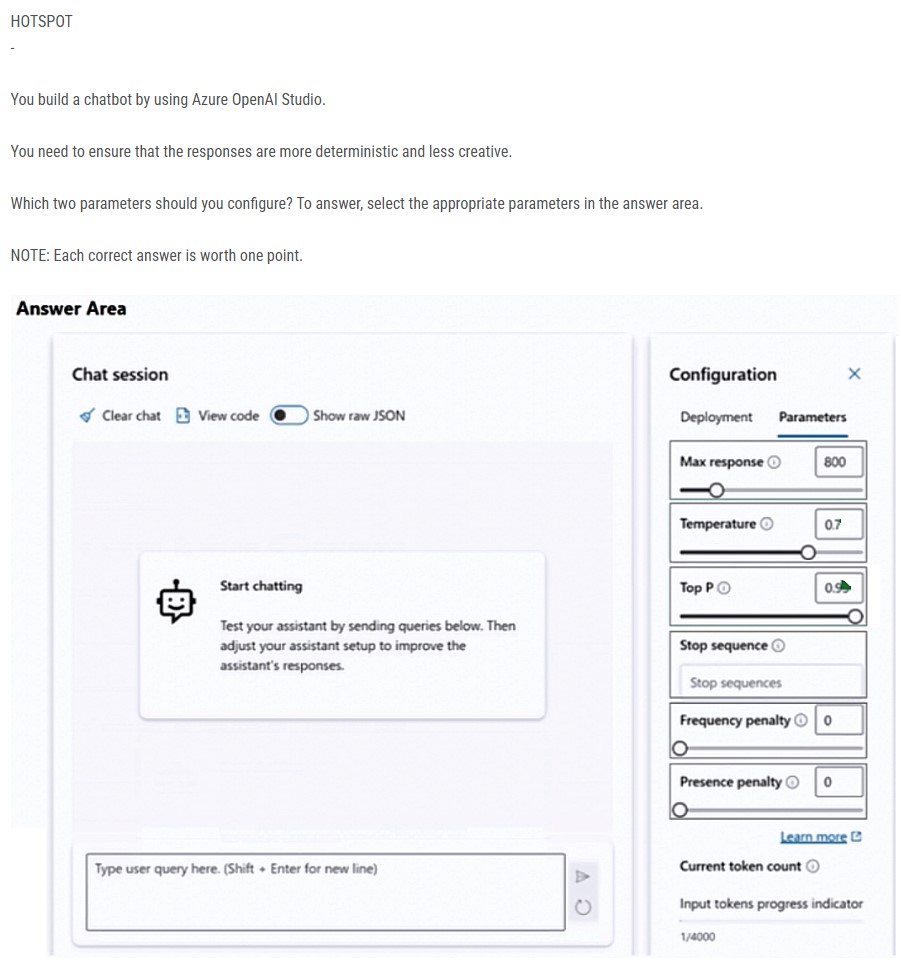 HOTSPOT
-
You build a chatbot by using Azure OpenAI Studio.
You need to ensure that the responses are more deterministic and less creative.
Which two parameters should you configure? To answer, select the appropriate parameters in the answer area.
NOTE: Each correct answer is worth one point.
Answer Area
Chat session
Clear chat View code Show raw JSON
Start chatting
Test your assistant by sending queries below. Then
adjust your assistant setup to improve the
assistant's responses.
Type user query here. (Shift + Enter for new line)
Configuration
Deployment Parameters
Max response 800
Temperature 0.7
Top P
Stop sequence
Stop sequences
Frequency penalty 0
Presence penalty 0
Learn more
Current token count
Input tokens progress indicator
1/4000